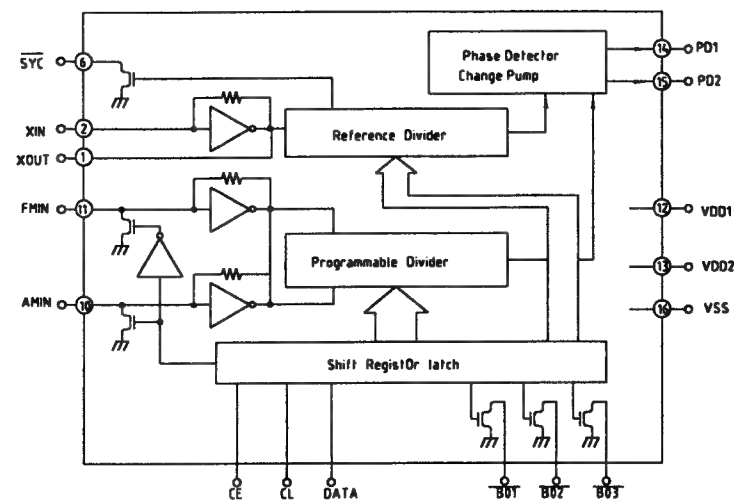 SYC 6
Phase Detector
Change Pump
14 PD1
15 PD2
XIN 2
XOUT 1
Reference Divider
FMIN 11
12 VDD1
Programmable Divider
13 VDD2
AMIN 10
16 VSS
Shift RegistOr latch
CE CL DATA BO1 BO2 BO3